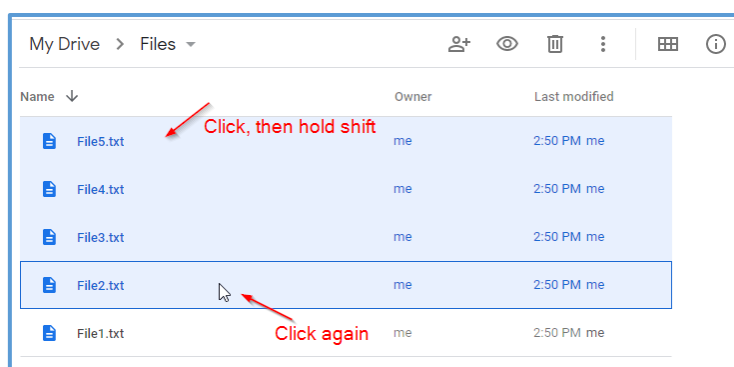 My Drive > Files
Name Owner Last modified
Click, then hold shift
File5.txt me 2:50 PM me
File4.txt me 2:50 PM me
File3.txt me 2:50 PM me
File2.txt me 2:50 PM me
Click again
File1.txt me 2:50 PM me